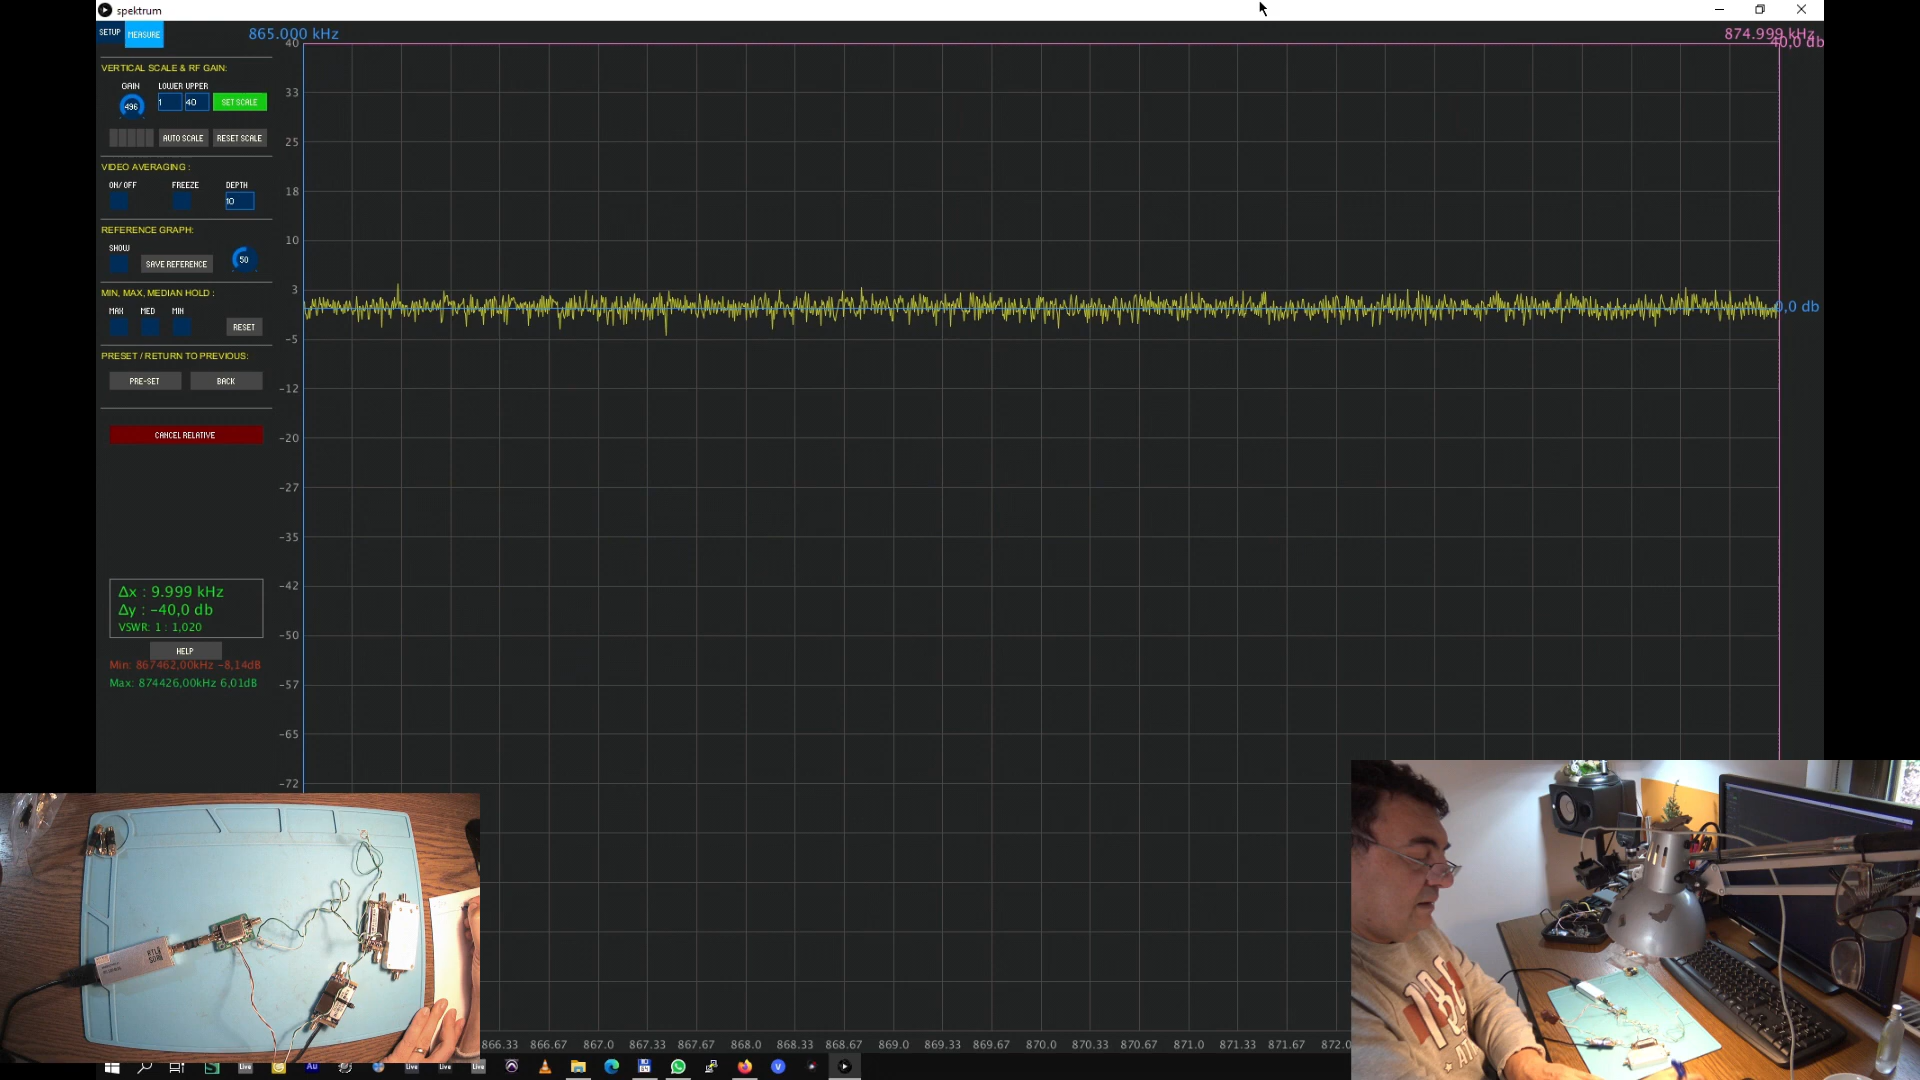 spektrum
SETUP
MEASURE
865.000 kHz
874.999 kHz
40,0 db
VERTICAL SCALE & RF GAIN:
GAIN
LOWER UPPER
496
1
40
SET SCALE
AUTO SCALE
RESET SCALE
VIDEO AVERAGING :
ON/OFF
FREEZE
DEPTH
10
REFERENCE GRAPH:
SHOW
SAVE REFERENCE
50
MIN, MAX, MEDIAN HOLD :
MAX
MED
MIN
RESET
PRESET / RETURN TO PREVIOUS:
PRE-SET
BACK
CANCEL RELATIVE
Δx : 9.999 kHz
Δy : -40,0 db
VSWR: 1 : 1,020
HELP
Min: 867462,00kHz -8,14dB
Max: 874426,00kHz 6,01dB
40
33
25
18
10
3
-5
-12
-20
-27
-35
-42
-50
-57
-65
-72
0,0 db
866.33 866.67 867.0 867.33 867.67 868.0 868.33 868.67 869.0 869.33 869.67 870.0 870.33 870.67 871.0 871.33 871.67 872.0
Live
Au
Live
Live
Live